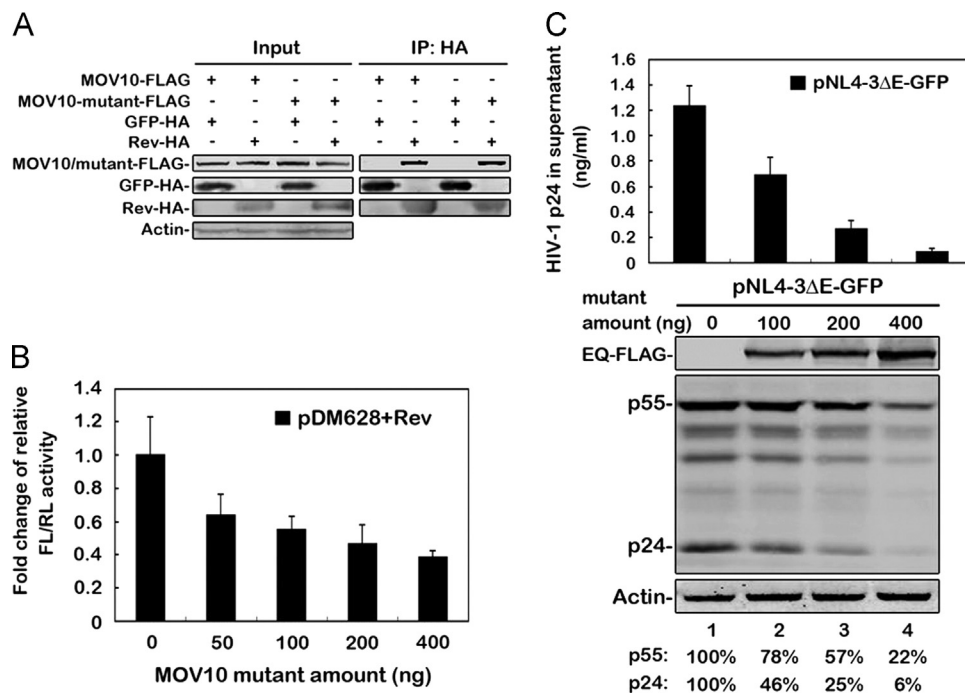 A
Input IP: HA
MOV10-FLAG + + - - + + - -
MOV10-mutant-FLAG - - + + - - + +
GFP-HA + - + - + - + -
Rev-HA - + - + - + - +
MOV10/mutant-FLAG-
GFP-HA-
Rev-HA-
Actin-
B
Fold change of relative
FL/RL activity
1.4
1.2
1.0
0.8
0.6
0.4
0.2
0
pDM628+Rev
0 50 100 200 400
MOV10 mutant amount (ng)
C
HIV-1 p24 in supernatant
(ng/ml)
1.6
1.4
1.2
1.0
0.8
0.6
0.4
0.2
0
pNL4-3ΔE-GFP
pNL4-3ΔE-GFP
mutant
amount (ng) 0 100 200 400
EQ-FLAG-
p55-
p24-
Actin-
1 2 3 4
p55: 100% 78% 57% 22%
p24: 100% 46% 25% 6%